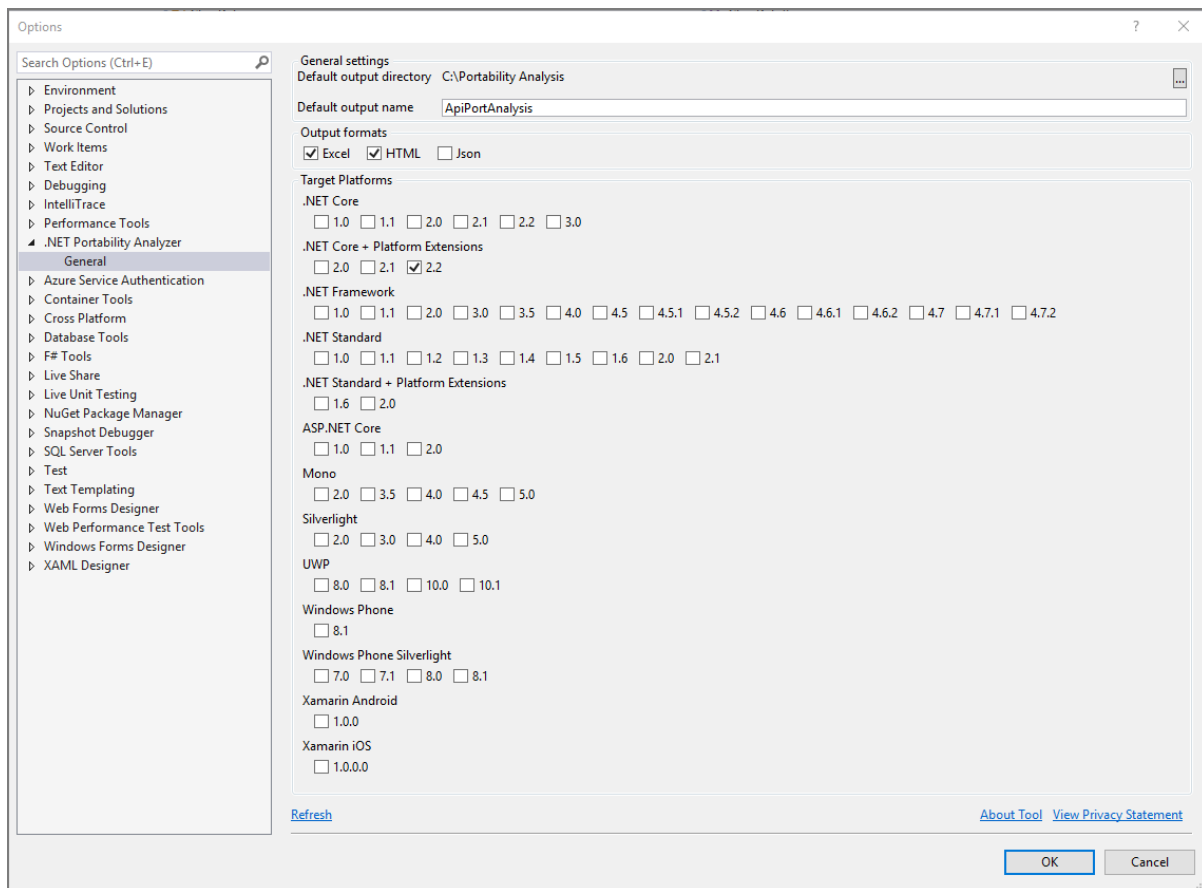 Options
?
Search Options (Ctrl+E)
Environment
Projects and Solutions
Source Control
Work Items
Text Editor
Debugging
IntelliTrace
Performance Tools
.NET Portability Analyzer
General
Azure Service Authentication
Container Tools
Cross Platform
Database Tools
F# Tools
Live Share
Live Unit Testing
NuGet Package Manager
Snapshot Debugger
SQL Server Tools
Test
Text Templating
Web Forms Designer
Web Performance Test Tools
Windows Forms Designer
XAML Designer
General settings
Default output directory C:\Portability Analysis ...
Default output name ApiPortAnalysis
Output formats
Excel HTML Json
Target Platforms
.NET Core
1.0 1.1 2.0 2.1 2.2 3.0
.NET Core + Platform Extensions
2.0 2.1 2.2
.NET Framework
1.0 1.1 2.0 3.0 3.5 4.0 4.5 4.5.1 4.5.2 4.6 4.6.1 4.6.2 4.7 4.7.1 4.7.2
.NET Standard
1.0 1.1 1.2 1.3 1.4 1.5 1.6 2.0 2.1
.NET Standard + Platform Extensions
1.6 2.0
ASP.NET Core
1.0 1.1 2.0
Mono
2.0 3.5 4.0 4.5 5.0
Silverlight
2.0 3.0 4.0 5.0
UWP
8.0 8.1 10.0 10.1
Windows Phone
8.1
Windows Phone Silverlight
7.0 7.1 8.0 8.1
Xamarin Android
1.0.0
Xamarin iOS
1.0.0.0
Refresh About Tool View Privacy Statement
OK Cancel